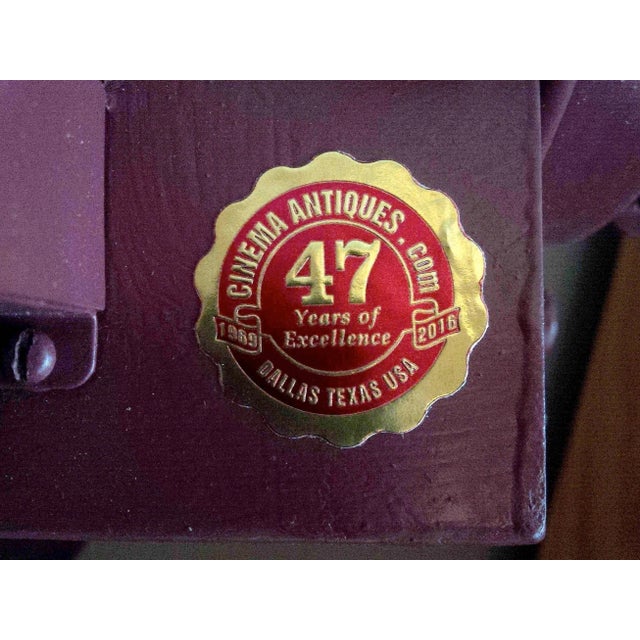 CINEMA ANTIQUES.com
47
Years of
Excellence
1969 2016
DALLAS TEXAS USA